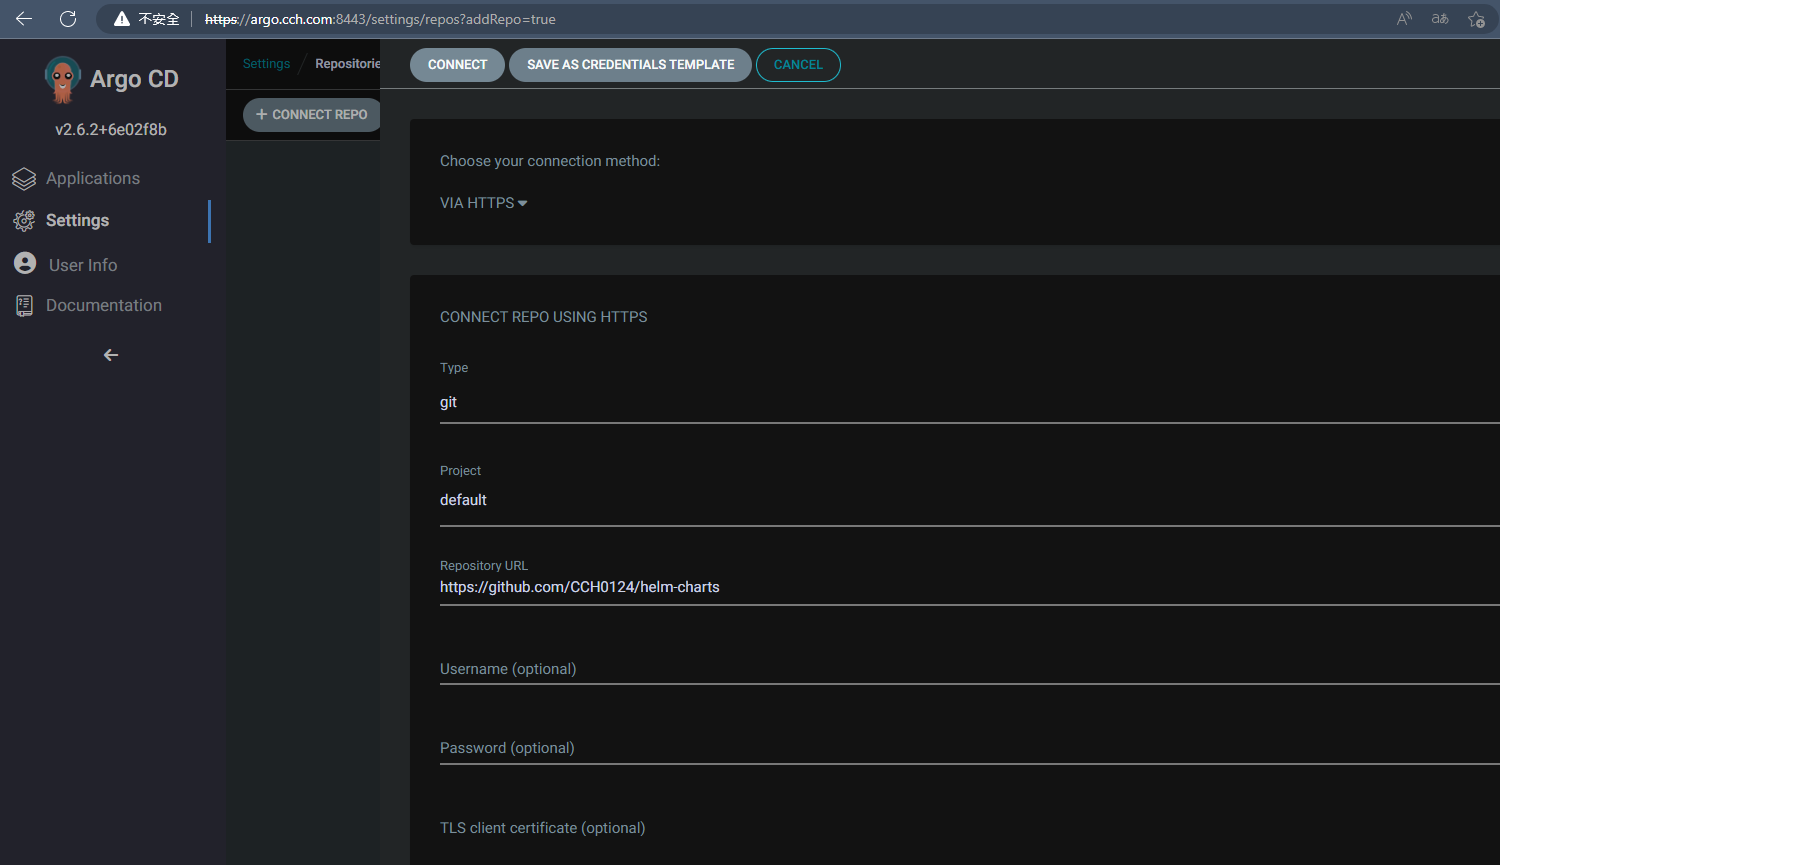 不安全 https://argo.cch.com:8443/settings/repos?addRepo=true
Argo CD
v2.6.2+6e02f8b
Applications
Settings
User Info
Documentation
Settings / Repositorie
+ CONNECT REPO
CONNECT SAVE AS CREDENTIALS TEMPLATE CANCEL
Choose your connection method:
VIA HTTPS
CONNECT REPO USING HTTPS
Type
git
Project
default
Repository URL
https://github.com/CCH0124/helm-charts
Username (optional)
Password (optional)
TLS client certificate (optional)